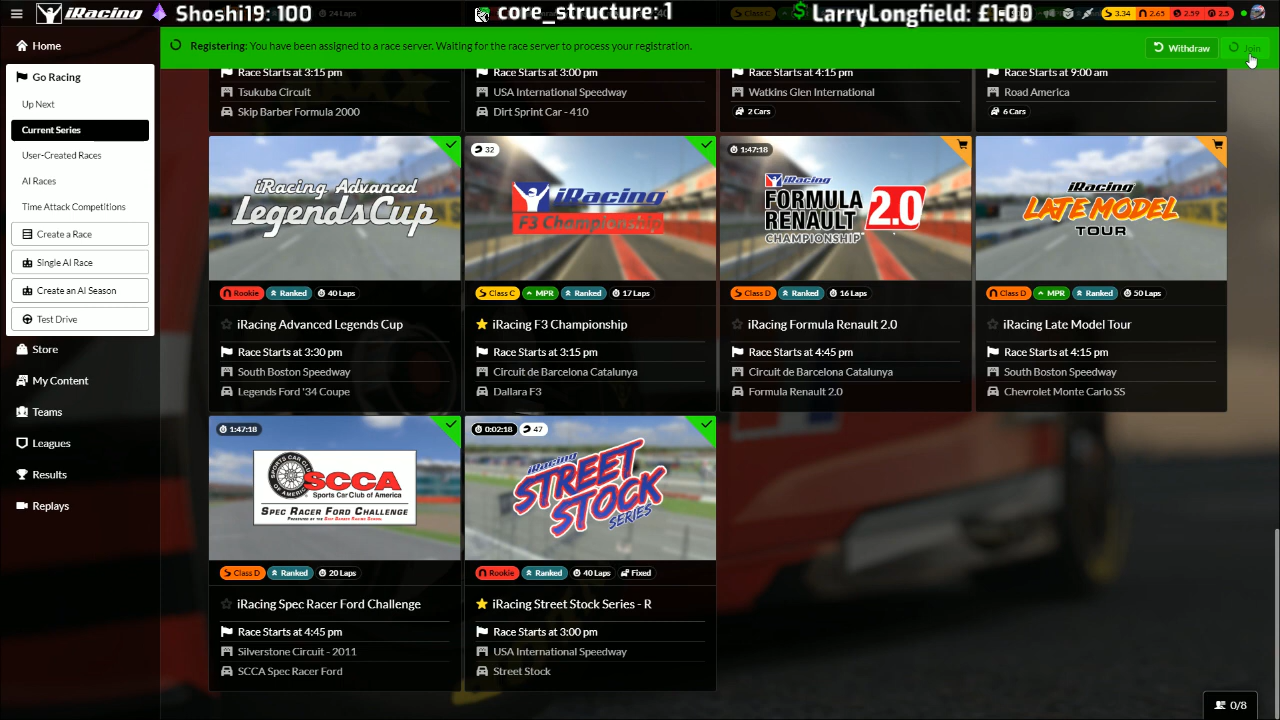 iRacing
Shoshi19: 100
core_structure: 1
LarryLongfield: £1.00
3.34
2.65
2.59
2.5
Home
Go Racing
Up Next
Current Series
User-Created Races
AI Races
Time Attack Competitions
Create a Race
Single AI Race
Create an AI Season
Test Drive
Store
My Content
Teams
Leagues
Results
Replays
Registering: You have been assigned to a race server. Waiting for the race server to process your registration.
Withdraw
Join
Race Starts at 3:15 pm
Tsukuba Circuit
Skip Barber Formula 2000
Race Starts at 3:00 pm
USA International Speedway
Dirt Sprint Car - 410
Race Starts at 4:15 pm
Watkins Glen International
2 Cars
Race Starts at 9:00 am
Road America
6 Cars
iRacing Advanced
Legends Cup
Rookie Ranked 40 Laps
iRacing Advanced Legends Cup
Race Starts at 3:30 pm
South Boston Speedway
Legends Ford '34 Coupe
32
iRacing
F3 Championship
Class C MPR Ranked 17 Laps
iRacing F3 Championship
Race Starts at 3:15 pm
Circuit de Barcelona Catalunya
Dallara F3
1:47:18
iRacing
FORMULA
RENAULT 2.0
CHAMPIONSHIP
Class D Ranked 16 Laps
iRacing Formula Renault 2.0
Race Starts at 4:45 pm
Circuit de Barcelona Catalunya
Formula Renault 2.0
iRacing
LATE MODEL
TOUR
Class D MPR Ranked 50 Laps
iRacing Late Model Tour
Race Starts at 4:15 pm
South Boston Speedway
Chevrolet Monte Carlo SS
1:47:18
SPORTS CAR CLUB OF AMERICA
SCCA
Sports Car Club of America
SPEC RACER FORD CHALLENGE
Class D Ranked 20 Laps
iRacing Spec Racer Ford Challenge
Race Starts at 4:45 pm
Silverstone Circuit - 2011
SCCA Spec Racer Ford
0:02:18 47
iRacing
STREET
STOCK
SERIES
Rookie Ranked 40 Laps Fixed
iRacing Street Stock Series - R
Race Starts at 3:00 pm
USA International Speedway
Street Stock
0/8